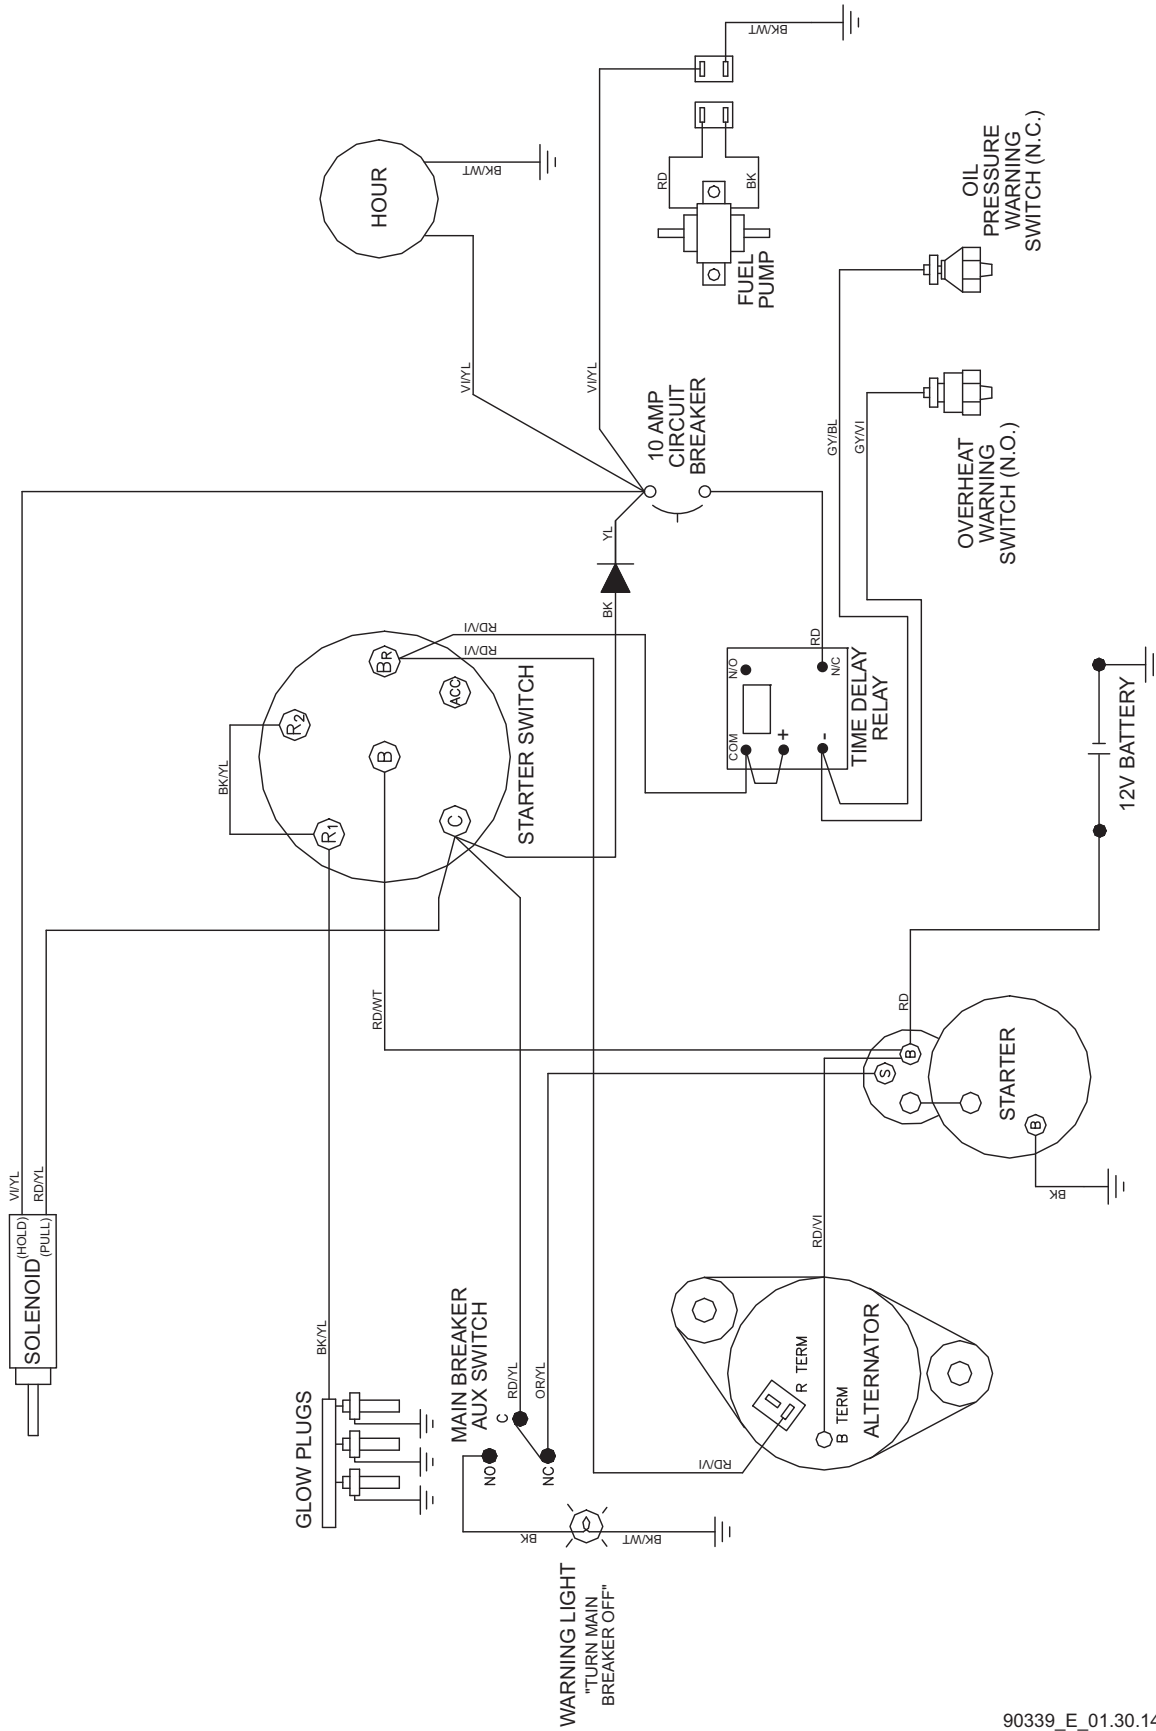 SOLENOID
(HOLD)
(PULL)
VI/YL
RD/YL
GLOW PLUGS
BK/YL
BK/YL
R1
R2
B
BR
C
ACC
STARTER SWITCH
RD/WT
RD/VI
RD/VI
HOUR
VI/YL
BK/WT
VI/YL
BK/WT
RD
BK
FUEL
PUMP
10 AMP
CIRCUIT
BREAKER
YL
BK
RD
COM
N/O
+
-
N/C
TIME DELAY
RELAY
GY/BL
GY/VI
OIL
PRESSURE
WARNING
SWITCH (N.C.)
OVERHEAT
WARNING
SWITCH (N.O.)
MAIN BREAKER
AUX SWITCH
C
NO
NC
RD/YL
OR/YL
WARNING LIGHT
"TURN MAIN
BREAKER OFF"
BK
BK/WT
RD/VI
R TERM
B TERM
ALTERNATOR
RD/VI
S
B
B
STARTER
BK
RD
12V BATTERY
90339_E_01.30.14